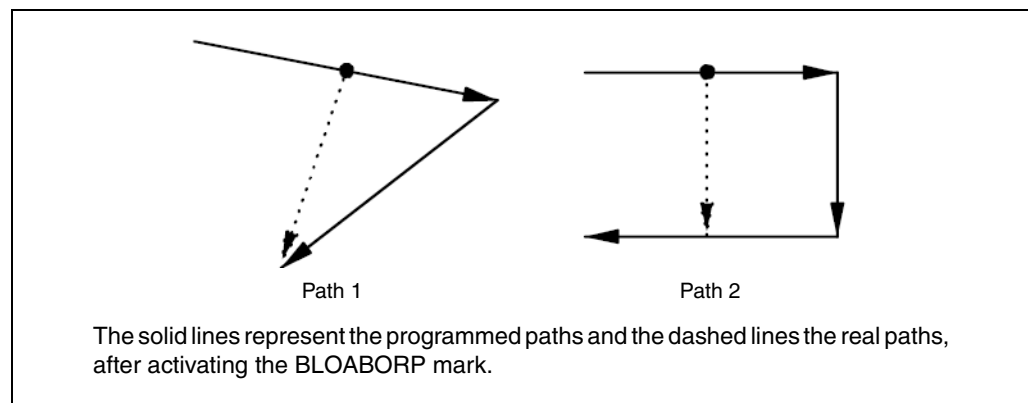 Path 1
Path 2
The solid lines represent the programmed paths and the dashed lines the real paths,
after activating the BLOABORP mark.